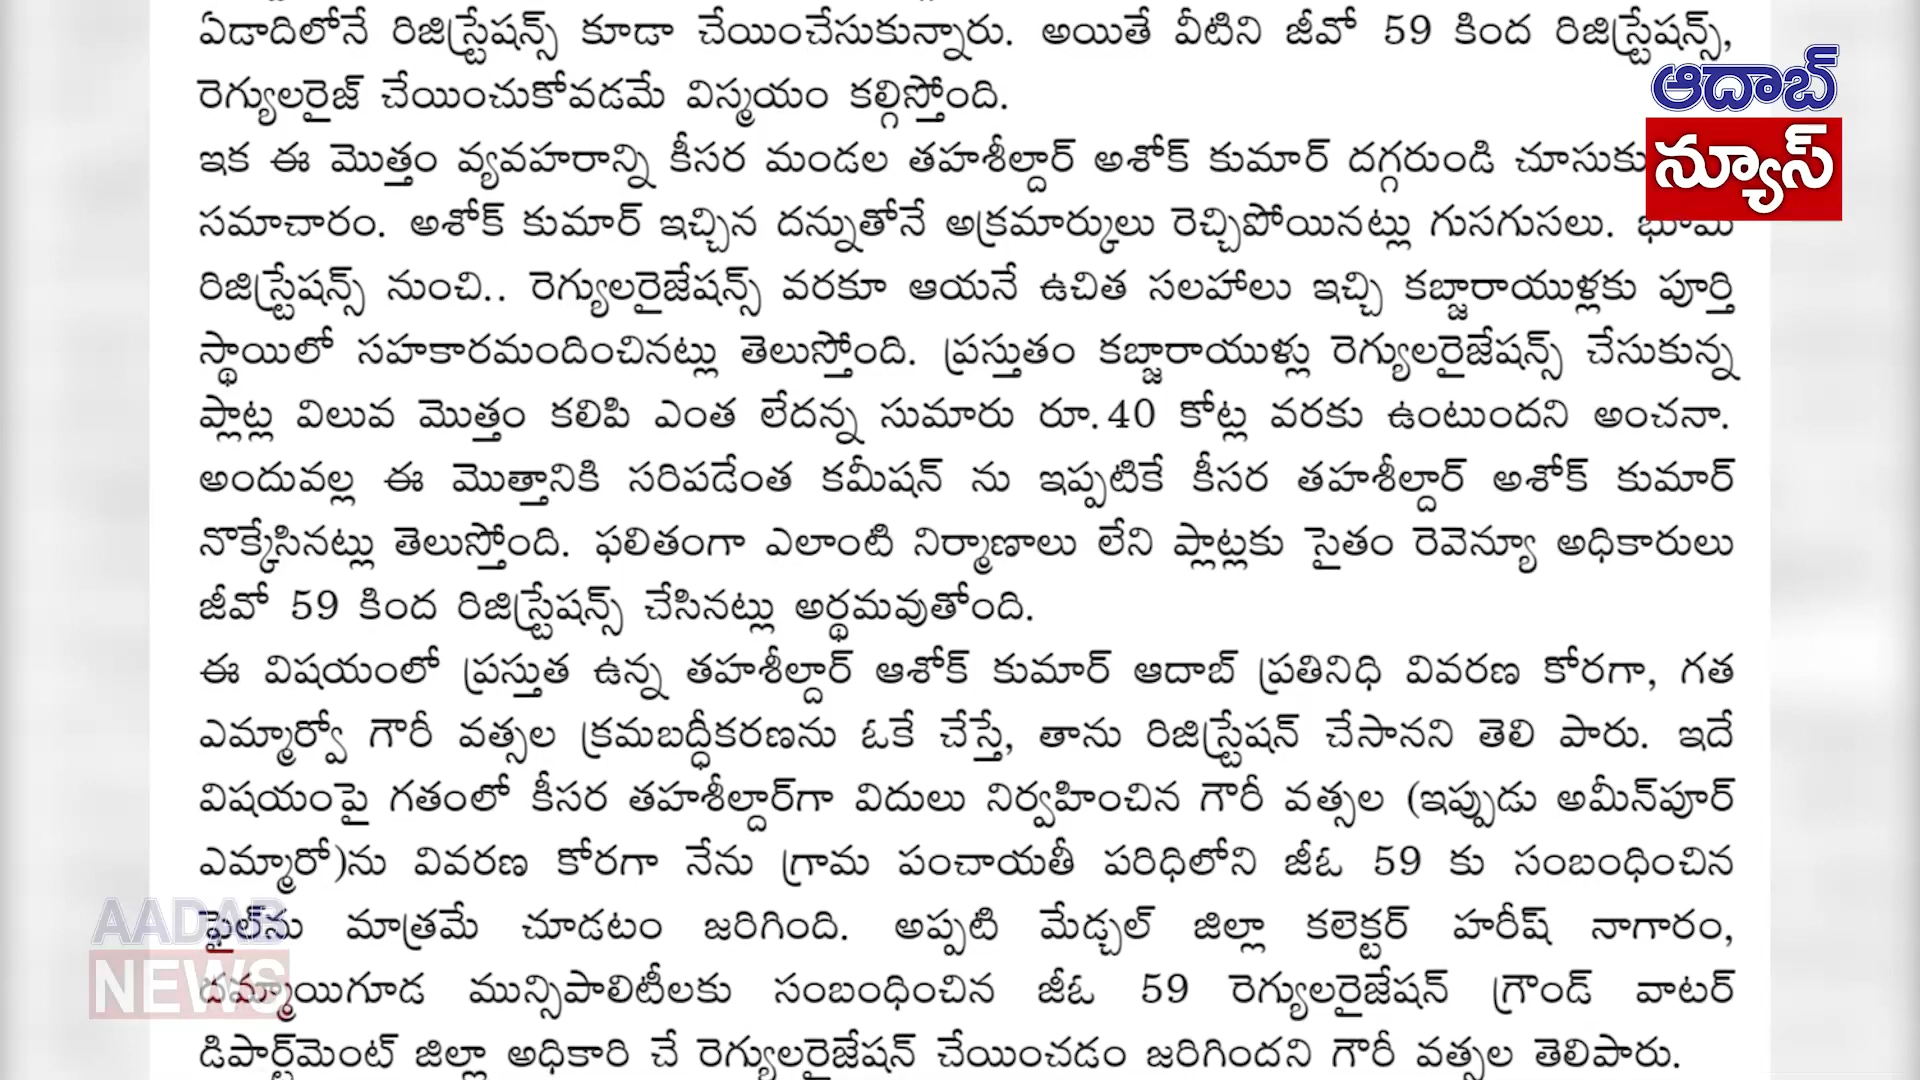 ఏడాదిలోనే రిజిస్ట్రేషన్స్ కూడా చేయించేసుకున్నారు. అయితే వీటిని జీవో 59 కింద రిజిస్ట్రేషన్స్,
రెగ్యులరైజ్ చేయించుకోవడమే విస్మయం కల్గిస్తోంది.
ఇక ఈ మొత్తం వ్యవహరాన్ని కీసర మండల తహశీల్దార్ అశోక్ కుమార్ దగ్గరుండి
సమాచారం. అశోక్ కుమార్ ఇచ్చిన దన్నుతోనే అక్రమార్కులు రెచ్చిపోయినట్లు గుసగుసలు. భూమి
రిజిస్ట్రేషన్స్ నుంచి.. రెగ్యులరైజేషన్స్ వరకూ ఆయనే ఉచిత సలహాలు ఇచ్చి కబ్జారాయుళ్లకు పూర్తి
స్థాయిలో సహకారమందించినట్లు తెలుస్తోంది. ప్రస్తుతం కబ్జారాయుళ్లు రెగ్యులరైజేషన్స్ చేసుకున్న
ప్లాట్ల విలువ మొత్తం కలిపి ఎంత లేదన్న సుమారు రూ.40 కోట్ల వరకు ఉంటుందని అంచనా.
అందువల్ల ఈ మొత్తానికి సరిపడేంత కమీషన్ ను ఇప్పటికే కీసర తహశీల్దార్ అశోక్ కుమార్
నొక్కేసినట్లు తెలుస్తోంది. ఫలితంగా ఎలాంటి నిర్మాణాలు లేని ప్లాట్లకు సైతం రెవెన్యూ అధికారులు
జీవో 59 కింద రిజిస్ట్రేషన్స్ చేసినట్లు అర్థమవుతోంది.
ఈ విషయంలో ప్రస్తుత ఉన్న తహశీల్దార్ ఆశోక్ కుమార్ ఆదాబ్ ప్రతినిధి వివరణ కోరగా, గత
ఎమ్మార్వో గౌరీ వత్సల క్రమబద్ధీకరణను ఓకే చేస్తే, తాను రిజిస్ట్రేషన్ చేసానని తెలి పారు. ఇదే
విషయంపై గతంలో కీసర తహశీల్దార్‌గా విదులు నిర్వహించిన గౌరీ వత్సల (ఇప్పుడు అమీన్‌పూర్
ఎమ్మారో)ను వివరణ కోరగా నేను గ్రామ పంచాయతీ పరిధిలోని జీఓ 59 కు సంబంధించిన
ఫైల్‌ను మాత్రమే చూడటం జరిగింది. అప్పటి మేడ్చల్ జిల్లా కలెక్టర్ హరీష్ నాగారం,
దమ్మాయిగూడ మున్సిపాలిటీలకు సంబంధించిన జీఓ 59 రెగ్యులరైజేషన్ గ్రౌండ్ వాటర్
డిపార్ట్‌మెంట్ జిల్లా అధికారి చే రెగ్యులరైజేషన్ చేయించడం జరిగిందని గౌరీ వత్సల తెలిపారు.
ఆదాబ్
న్యూస్
AADAB
NEWS